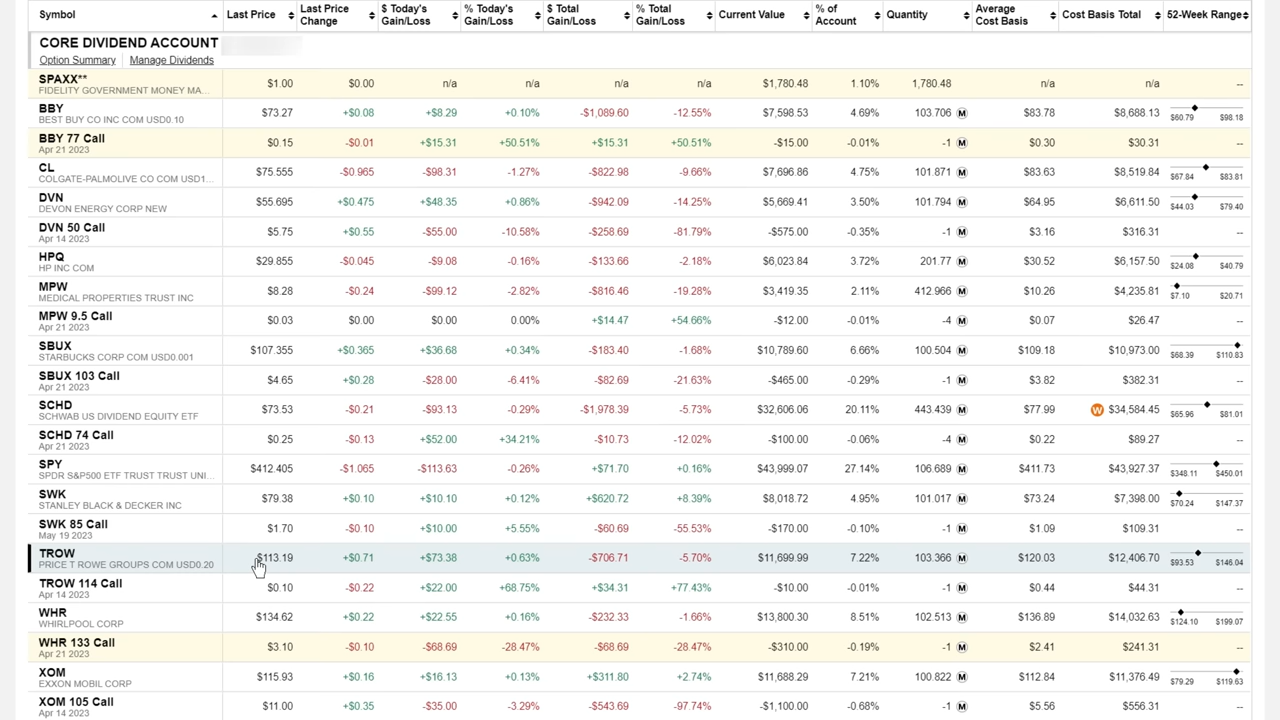 Symbol Last Price Last Price Change $ Today's Gain/Loss % Today's Gain/Loss $ Total Gain/Loss % Total Gain/Loss Current Value % of Account Quantity Average Cost Basis Cost Basis Total 52-Week Range
CORE DIVIDEND ACCOUNT
Option Summary Manage Dividends
SPAXX** $1.00 $0.00 n/a n/a n/a n/a $1,780.48 1.10% 1,780.48 n/a n/a --
FIDELITY GOVERNMENT MONEY MA...
BBY $73.27 +$0.08 +$8.29 +0.10% -$1,089.60 -12.55% $7,598.53 4.69% 103.706 M $83.78 $8,688.13
BEST BUY CO INC COM USD0.10 $60.79 $98.18
BBY 77 Call $0.15 -$0.01 +$15.31 +50.51% +$15.31 +50.51% -$15.00 -0.01% -1 M $0.30 $30.31 --
Apr 21 2023
CL $75.555 -$0.965 -$98.31 -1.27% -$822.98 -9.66% $7,696.86 4.75% 101.871 M $83.63 $8,519.84
COLGATE-PALMOLIVE CO COM USD1... $67.84 $83.81
DVN $55.695 +$0.475 +$48.35 +0.86% -$942.09 -14.25% $5,669.41 3.50% 101.794 M $64.95 $6,611.50
DEVON ENERGY CORP NEW $44.03 $79.40
DVN 50 Call $5.75 +$0.55 -$55.00 -10.58% -$258.69 -81.79% -$575.00 -0.35% -1 M $3.16 $316.31 --
Apr 14 2023
HPQ $29.855 -$0.045 -$9.08 -0.16% -$133.66 -2.18% $6,023.84 3.72% 201.77 M $30.52 $6,157.50
HP INC COM $24.08 $40.79
MPW $8.28 -$0.24 -$99.12 -2.82% -$816.46 -19.28% $3,419.35 2.11% 412.966 M $10.26 $4,235.81
MEDICAL PROPERTIES TRUST INC $7.10 $20.71
MPW 9.5 Call $0.03 $0.00 $0.00 0.00% +$14.47 +54.66% -$12.00 -0.01% -4 M $0.07 $26.47 --
Apr 21 2023
SBUX $107.355 +$0.365 +$36.68 +0.34% -$183.40 -1.68% $10,789.60 6.66% 100.504 M $109.18 $10,973.00
STARBUCKS CORP COM USD0.001 $68.39 $110.83
SBUX 103 Call $4.65 +$0.28 -$28.00 -6.41% -$82.69 -21.63% -$465.00 -0.29% -1 M $3.82 $382.31 --
Apr 21 2023
SCHD $73.53 -$0.21 -$93.13 -0.29% -$1,978.39 -5.73% $32,606.06 20.11% 443.439 M $77.99 W $34,584.45
SCHWAB US DIVIDEND EQUITY ETF $65.96 $81.01
SCHD 74 Call $0.25 -$0.13 +$52.00 +34.21% -$10.73 -12.02% -$100.00 -0.06% -4 M $0.22 $89.27 --
Apr 21 2023
SPY $412.405 -$1.065 -$113.63 -0.26% +$71.70 +0.16% $43,999.07 27.14% 106.689 M $411.73 $43,927.37
SPDR S&P500 ETF TRUST TRUST UNI... $348.11 $450.01
SWK $79.38 +$0.10 +$10.10 +0.12% +$620.72 +8.39% $8,018.72 4.95% 101.017 M $73.24 $7,398.00
STANLEY BLACK & DECKER INC $70.24 $147.37
SWK 85 Call $1.70 -$0.10 +$10.00 +5.55% -$60.69 -55.53% -$170.00 -0.10% -1 M $1.09 $109.31 --
May 19 2023
TROW $113.19 +$0.71 +$73.38 +0.63% -$706.71 -5.70% $11,699.99 7.22% 103.366 M $120.03 $12,406.70
PRICE T ROWE GROUPS COM USD0.20 $93.53 $146.04
TROW 114 Call $0.10 -$0.22 +$22.00 +68.75% +$34.31 +77.43% -$10.00 -0.01% -1 M $0.44 $44.31 --
Apr 14 2023
WHR $134.62 +$0.22 +$22.55 +0.16% -$232.33 -1.66% $13,800.30 8.51% 102.513 M $136.89 $14,032.63
WHIRLPOOL CORP $124.10 $199.07
WHR 133 Call $3.10 -$0.10 -$68.69 -28.47% -$68.69 -28.47% -$310.00 -0.19% -1 M $2.41 $241.31 --
Apr 21 2023
XOM $115.93 +$0.16 +$16.13 +0.13% +$311.80 +2.74% $11,688.29 7.21% 100.822 M $112.84 $11,376.49
EXXON MOBIL CORP $79.29 $119.63
XOM 105 Call $11.00 +$0.35 -$35.00 -3.29% -$543.69 -97.74% -$1,100.00 -0.68% -1 M $5.56 $556.31 --
Apr 14 2023